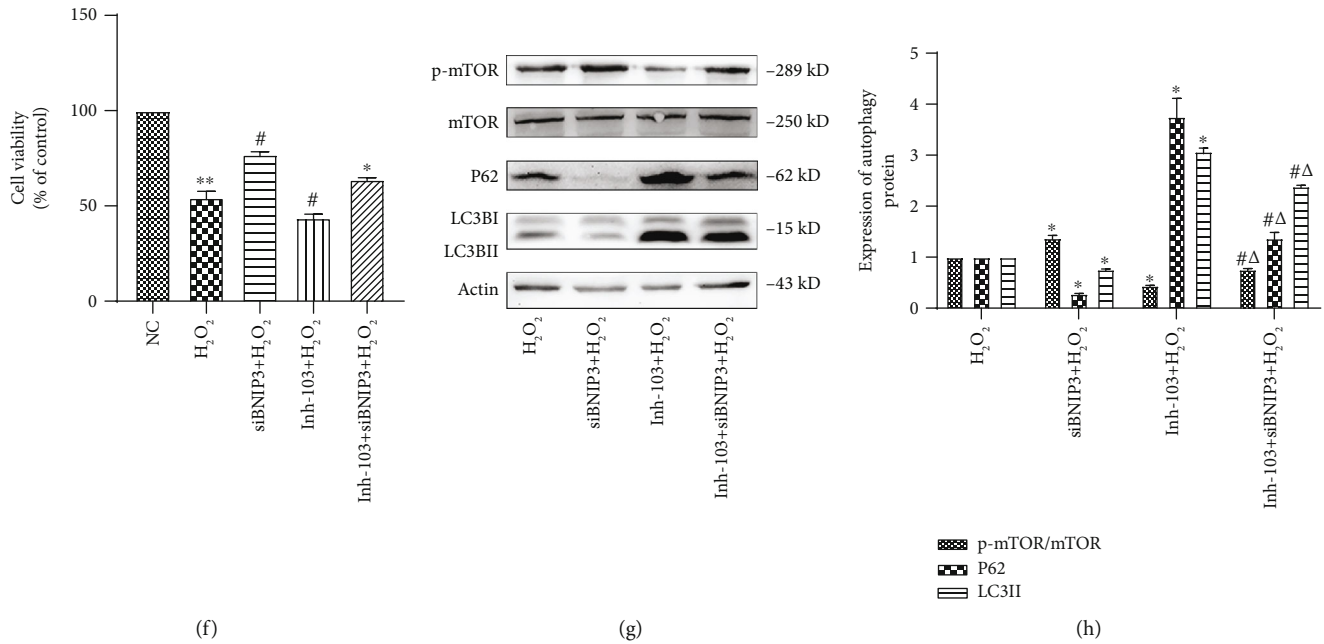 150
100
50
0
Cell viability
(% of control)
**
#
#
*
NC
H2O2
siBNIP3+H2O2
Inh-103+H2O2
Inh-103+siBNIP3+H2O2
(f)
p-mTOR
–289 kD
mTOR
–250 kD
P62
–62 kD
LC3BI
–15 kD
LC3BII
Actin
–43 kD
H2O2
siBNIP3+H2O2
Inh-103+H2O2
Inh-103+siBNIP3+H2O2
(g)
5
4
3
2
1
0
Expression of autophagy
protein
*
*
*
*
*
*
#Δ
#Δ
#Δ
H2O2
siBNIP3+H2O2
Inh-103+H2O2
Inh-103+siBNIP3+H2O2
p-mTOR/mTOR
P62
LC3II
(h)